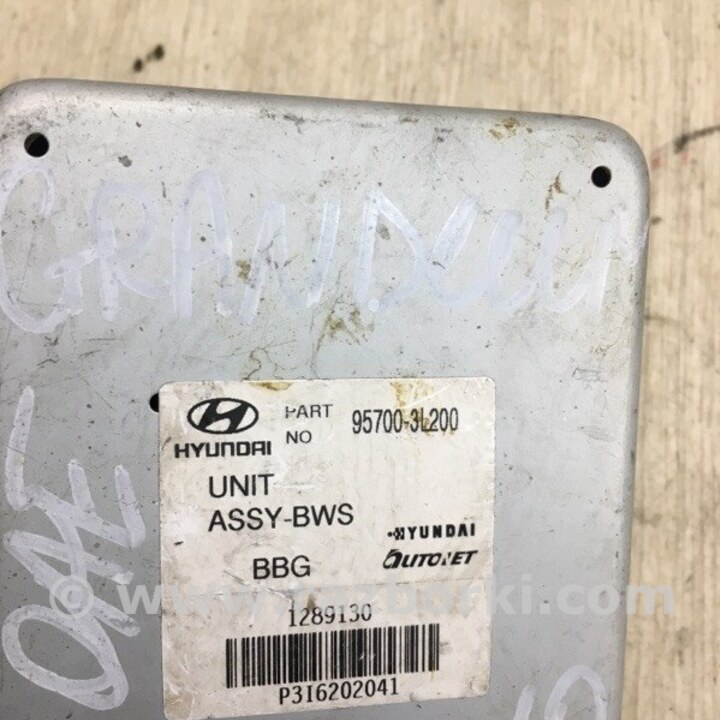 GRANDEUR
HYUNDAI
PART NO 95700-3L200
UNIT
ASSY-BWS
BBG
HYUNDAI
AUTONET
1289130
P3I6202041